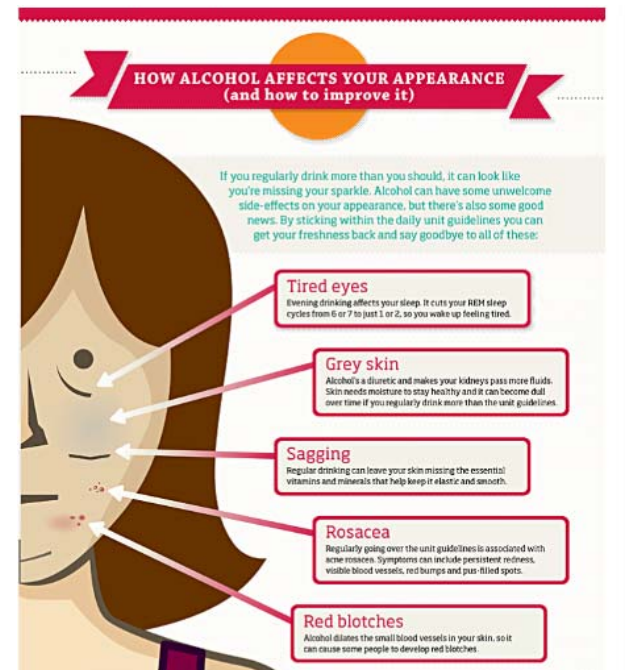 HOW ALCOHOL AFFECTS YOUR APPEARANCE
(and how to improve it)
If you regularly drink more than you should, it can look like
you're missing your sparkle. Alcohol can have some unwelcome
side-effects on your appearance, but there's also some good
news. By sticking within the daily unit guidelines you can
get your freshness back and say goodbye to all of these:
Tired eyes
Evening drinking affects your sleep. It cuts your REM sleep
cycles from 6 or 7 to just 1 or 2, so you wake up feeling tired.
Grey skin
Alcohol's a diuretic and makes your kidneys pass more fluids.
Skin needs moisture to stay healthy and it can become dull
over time if you regularly drink more than the unit guidelines.
Sagging
Regular drinking can leave your skin missing the essential
vitamins and minerals that help keep it elastic and smooth.
Rosacea
Regularly going over the unit guidelines is associated with
acne rosacea. Symptoms can include persistent redness,
visible blood vessels, red bumps and pus-filled spots.
Red blotches
Alcohol dilates the small blood vessels in your skin, so it
can cause some people to develop red blotches.